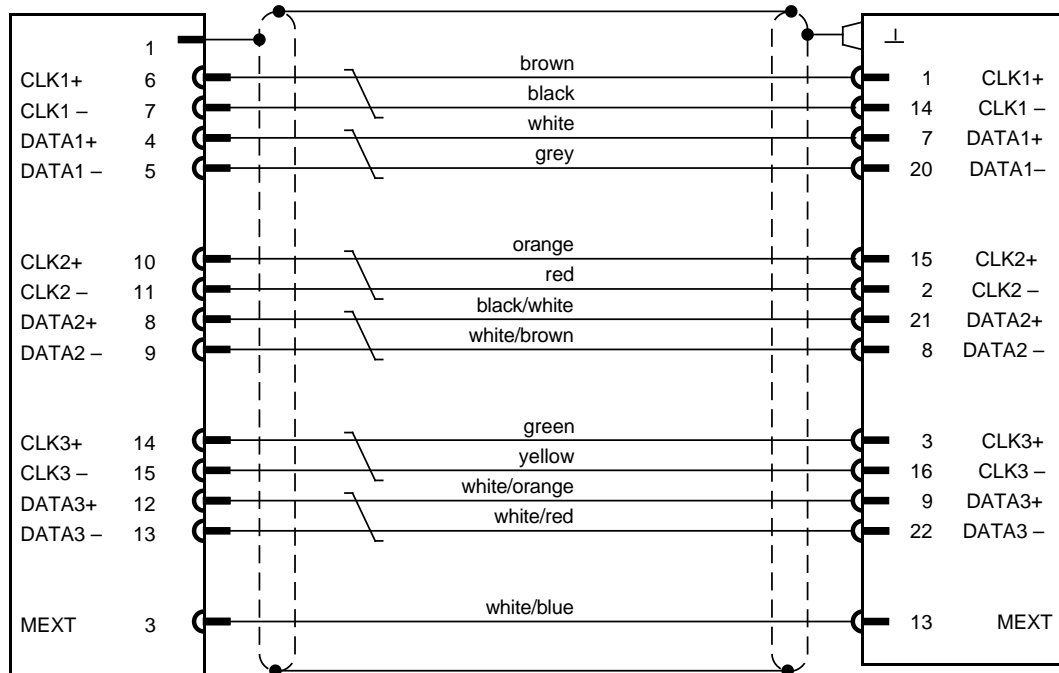 1
CLK1+ 6 brown 1 CLK1+
CLK1 – 7 black 14 CLK1 –
DATA1+ 4 white 7 DATA1+
DATA1 – 5 grey 20 DATA1–
CLK2+ 10 orange 15 CLK2+
CLK2 – 11 red 2 CLK2 –
DATA2+ 8 black/white 21 DATA2+
DATA2 – 9 white/brown 8 DATA2 –
CLK3+ 14 green 3 CLK3+
CLK3 – 15 yellow 16 CLK3 –
DATA3+ 12 white/orange 9 DATA3+
DATA3 – 13 white/red 22 DATA3 –
MEXT 3 white/blue 13 MEXT